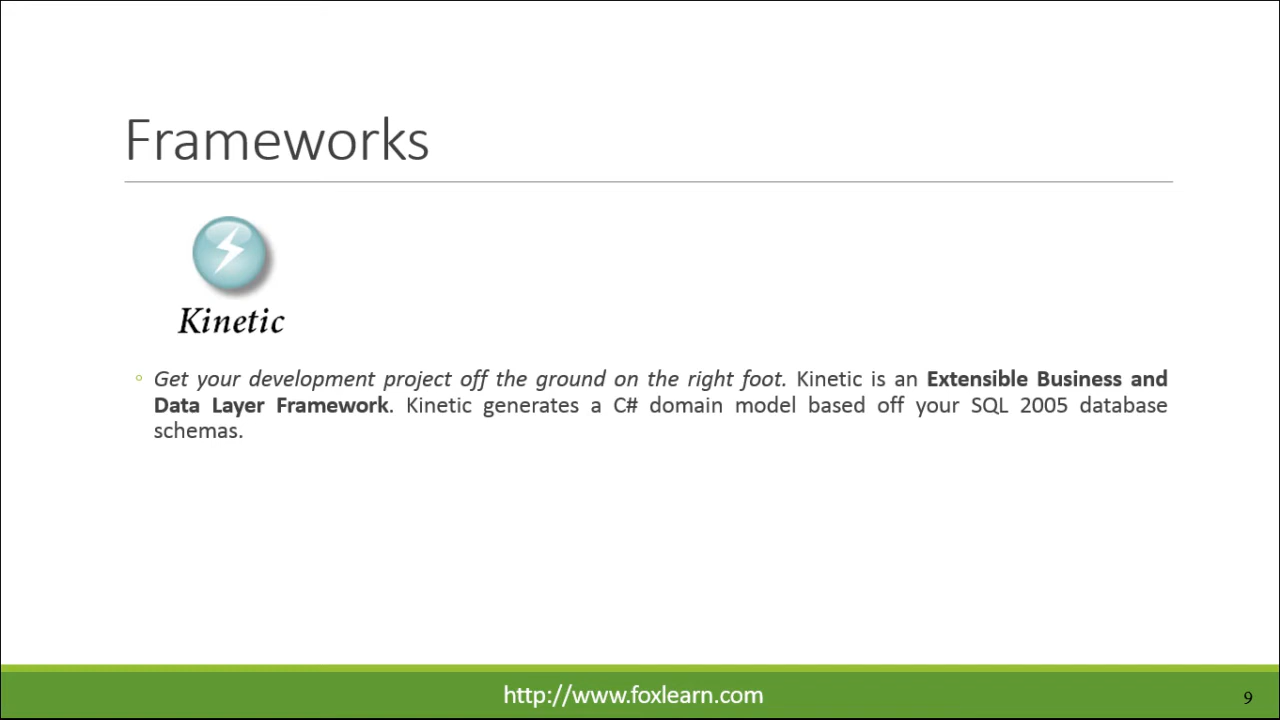 Frameworks
Kinetic
Get your development project off the ground on the right foot. Kinetic is an Extensible Business and
Data Layer Framework. Kinetic generates a C# domain model based off your SQL 2005 database
schemas.
http://www.foxlearn.com
9